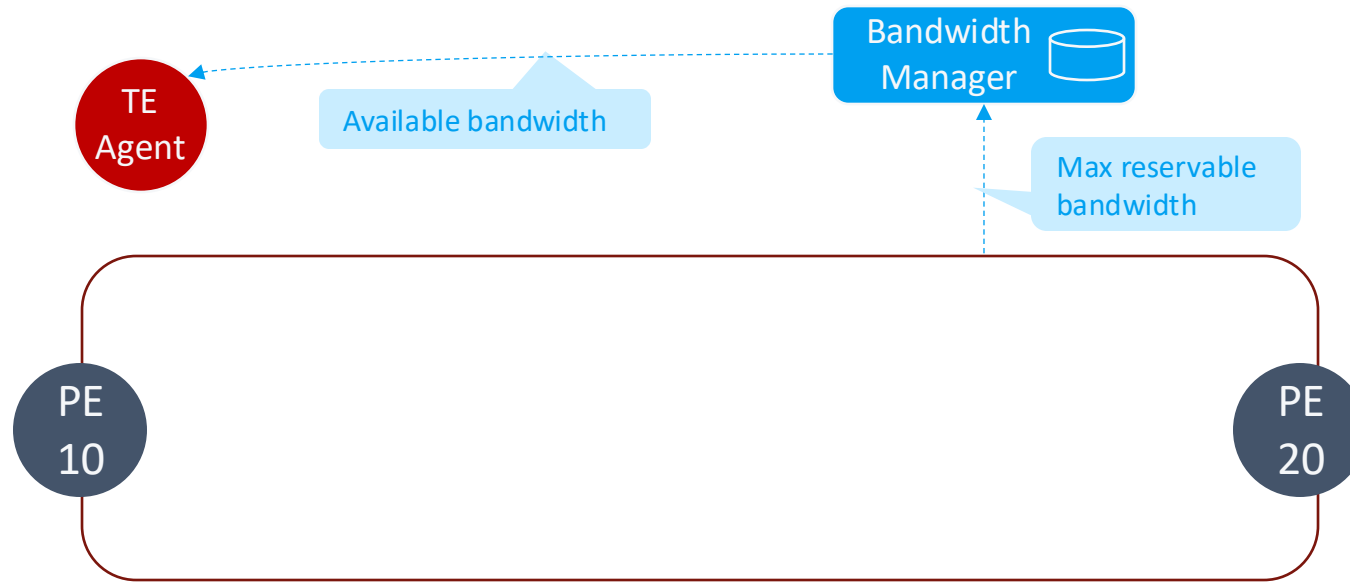 Bandwidth
Manager
TE
Agent
Available bandwidth
Max reservable
bandwidth
PE
10
PE
20